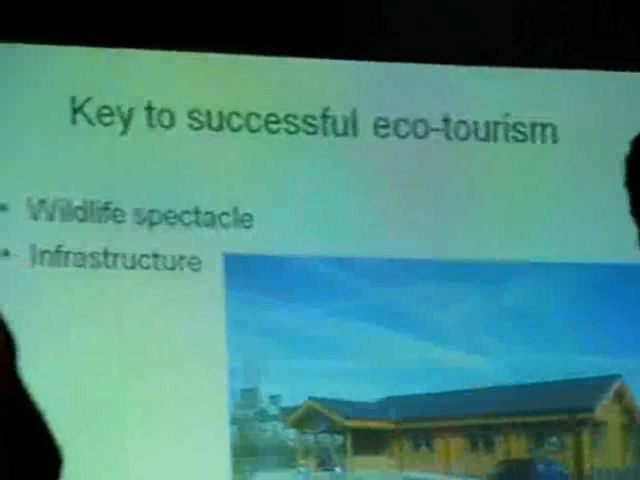 Key to successful eco-tourism
• Wildlife spectacle
• Infrastructure